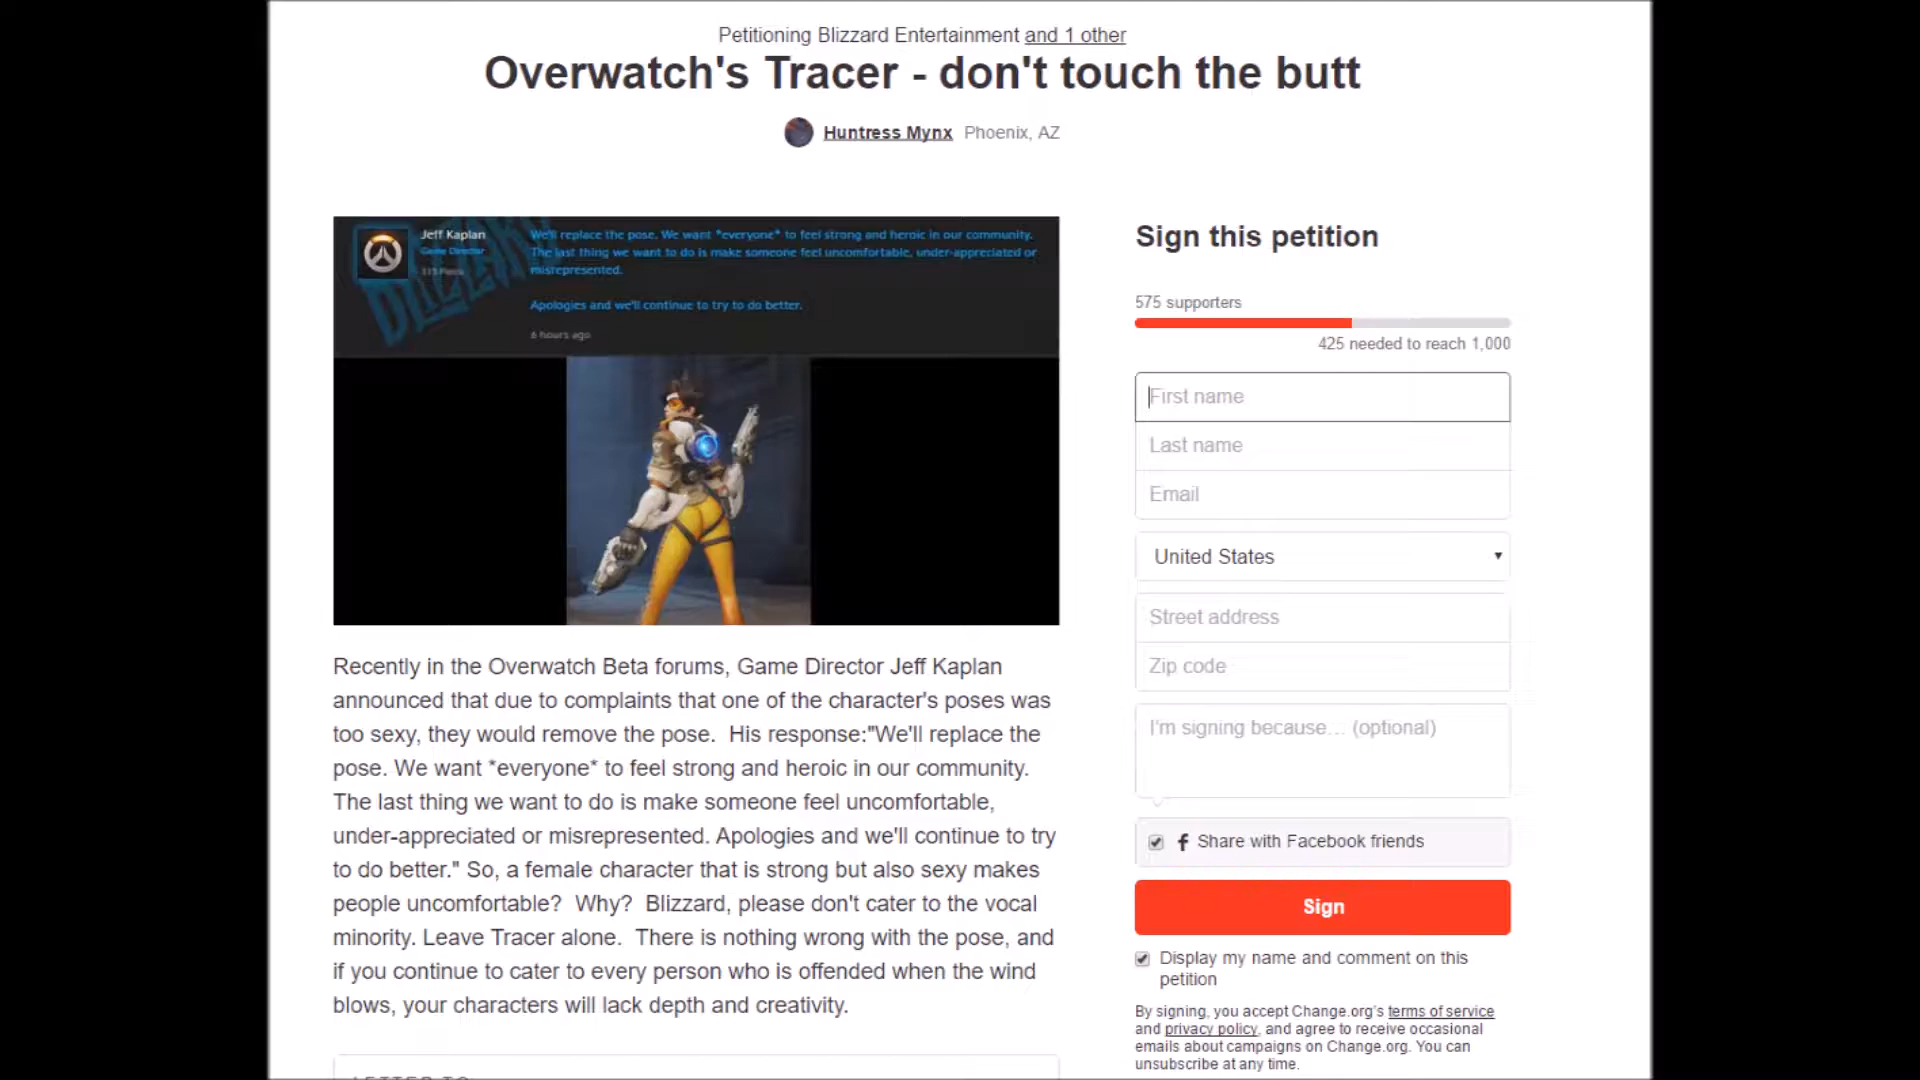 Petitioning Blizzard Entertainment and 1 other
Overwatch's Tracer - don't touch the butt
Huntress Mynx Phoenix, AZ
Jeff Kaplan
Game Director
We'll replace the pose. We want *everyone* to feel strong and heroic in our community.
The last thing we want to do is make someone feel uncomfortable, under-appreciated or
misrepresented.
Apologies and we'll continue to try to do better.
6 hours ago
Recently in the Overwatch Beta forums, Game Director Jeff Kaplan
announced that due to complaints that one of the character's poses was
too sexy, they would remove the pose.  His response:"We'll replace the
pose. We want *everyone* to feel strong and heroic in our community.
The last thing we want to do is make someone feel uncomfortable,
under-appreciated or misrepresented. Apologies and we'll continue to try
to do better." So, a female character that is strong but also sexy makes
people uncomfortable?  Why?  Blizzard, please don't cater to the vocal
minority. Leave Tracer alone.  There is nothing wrong with the pose, and
if you continue to cater to every person who is offended when the wind
blows, your characters will lack depth and creativity.
Sign this petition
575 supporters
425 needed to reach 1,000
First name
Last name
Email
United States
Street address
Zip code
I'm signing because... (optional)
Share with Facebook friends
Sign
Display my name and comment on this
petition
By signing, you accept Change.org's terms of service
and privacy policy, and agree to receive occasional
emails about campaigns on Change.org. You can
unsubscribe at any time.